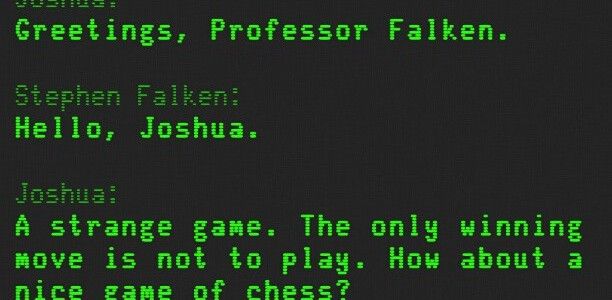 Joshua:
Greetings, Professor Falken.
Stephen Falken:
Hello, Joshua.
Joshua:
A strange game. The only winning
move is not to play. How about a
nice game of chess?